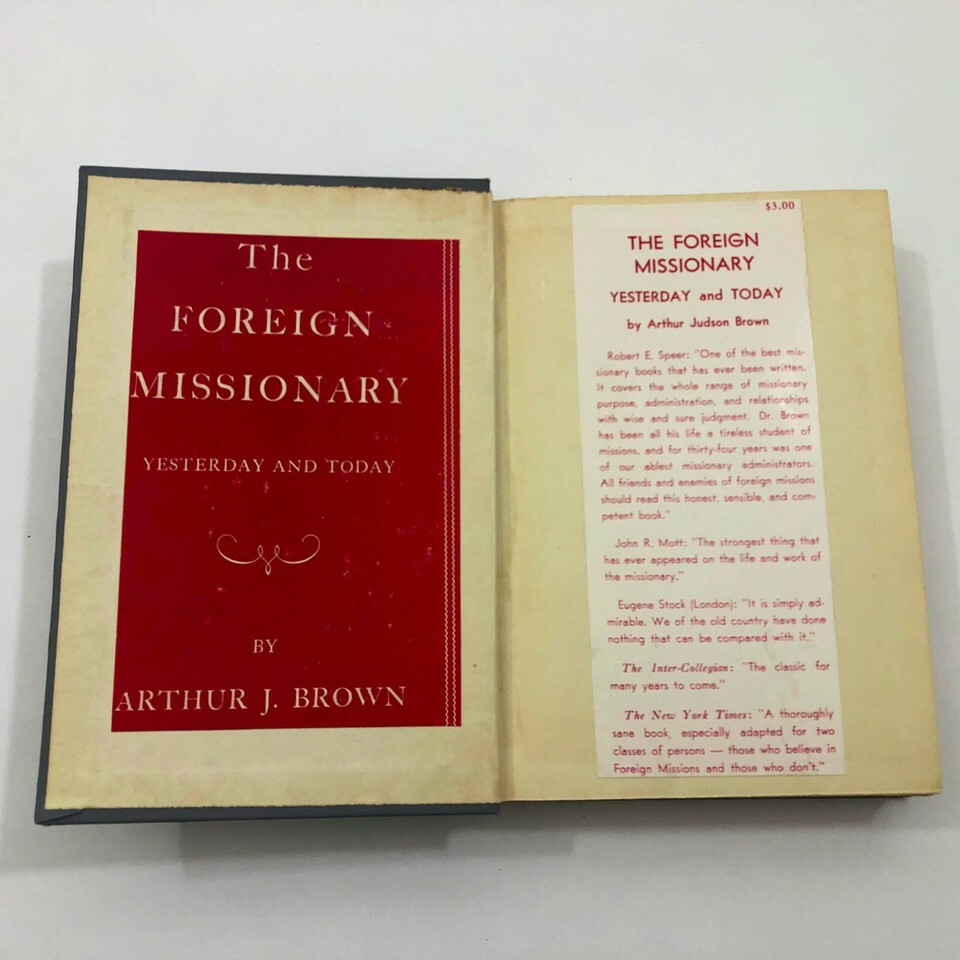 The
FOREIGN
MISSIONARY
YESTERDAY AND TODAY
BY
ARTHUR J. BROWN
$3.00
THE FOREIGN
MISSIONARY
YESTERDAY and TODAY
by Arthur Judson Brown
Robert E. Speer: "One of the best mis-
sionary books that has ever been written.
It covers the whole range of missionary
purpose, administration, and relationships
with wise and sure judgment. Dr. Brown
has been all his life a tireless student of
missions, and for thirty-four years was one
of our ablest missionary administrators.
All friends and enemies of foreign missions
should read this honest, sensible, and com-
petent book."
John R. Mott: "The strongest thing that
has ever appeared on the life and work of
the missionary."
Eugene Stock (London): "It is simply ad-
mirable. We of the old country have done
nothing that can be compared with it."
The Inter-Collegian: "The classic for
many years to come."
The New York Times: "A thoroughly
sane book, especially adapted for two
classes of persons — those who believe in
Foreign Missions and those who don't."